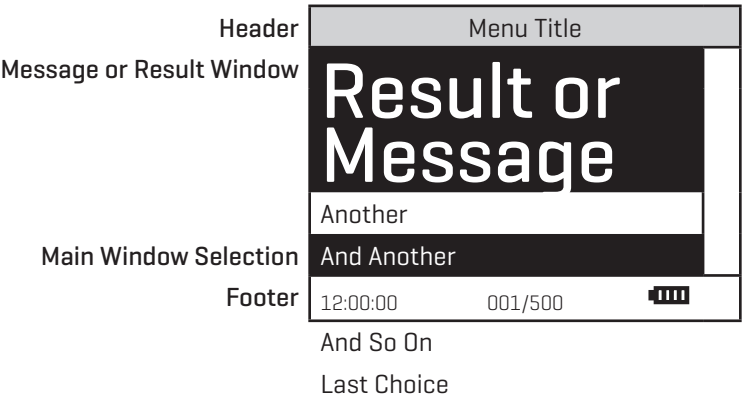 Header
Menu Title
Message or Result Window
Result or
Message
Another
Main Window Selection
And Another
Footer
12:00:00 001/500
And So On
Last Choice